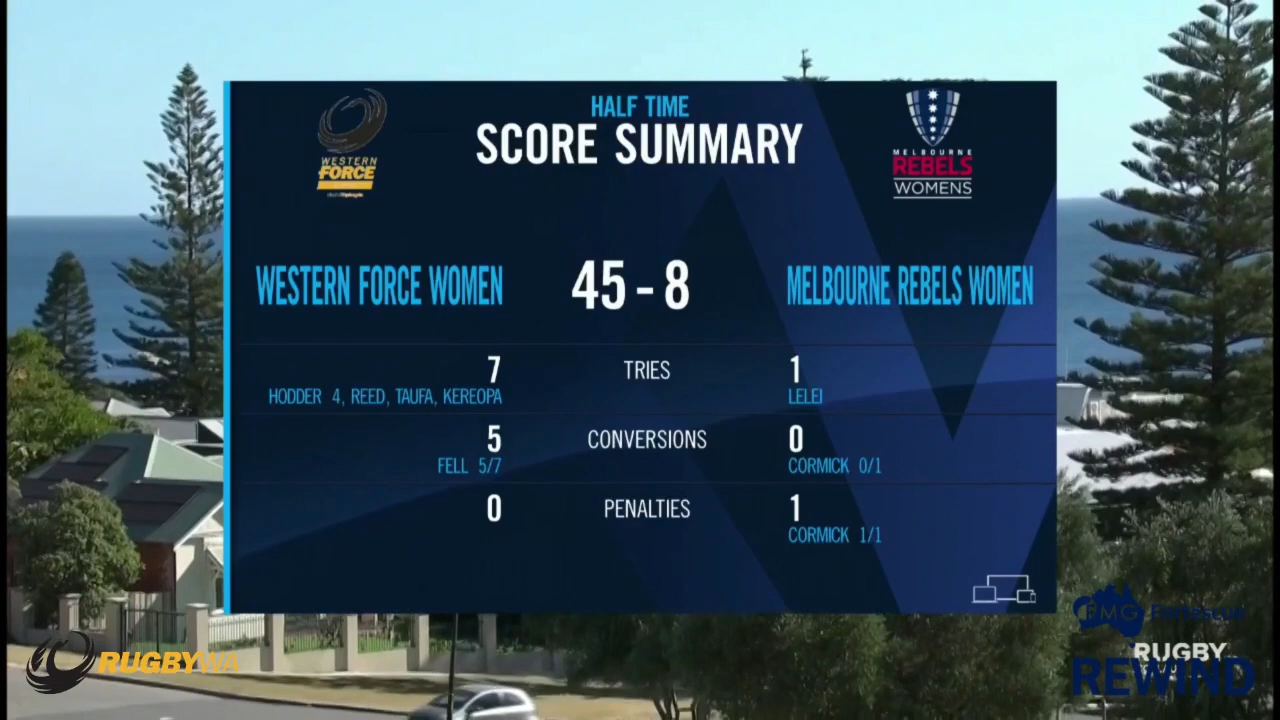 HALF TIME
SCORE SUMMARY
WESTERN
FORCE
MELBOURNE
REBELS
WOMENS
WESTERN FORCE WOMEN 45 - 8 MELBOURNE REBELS WOMEN
7 TRIES 1
HODDER 4, REED, TAUFA, KEREOPA LELEI
5 CONVERSIONS 0
FELL 5/7 CORMICK 0/1
0 PENALTIES 1
CORMICK 1/1
FMG Fortescue
RUGBYWA
RUGBY
REWIND